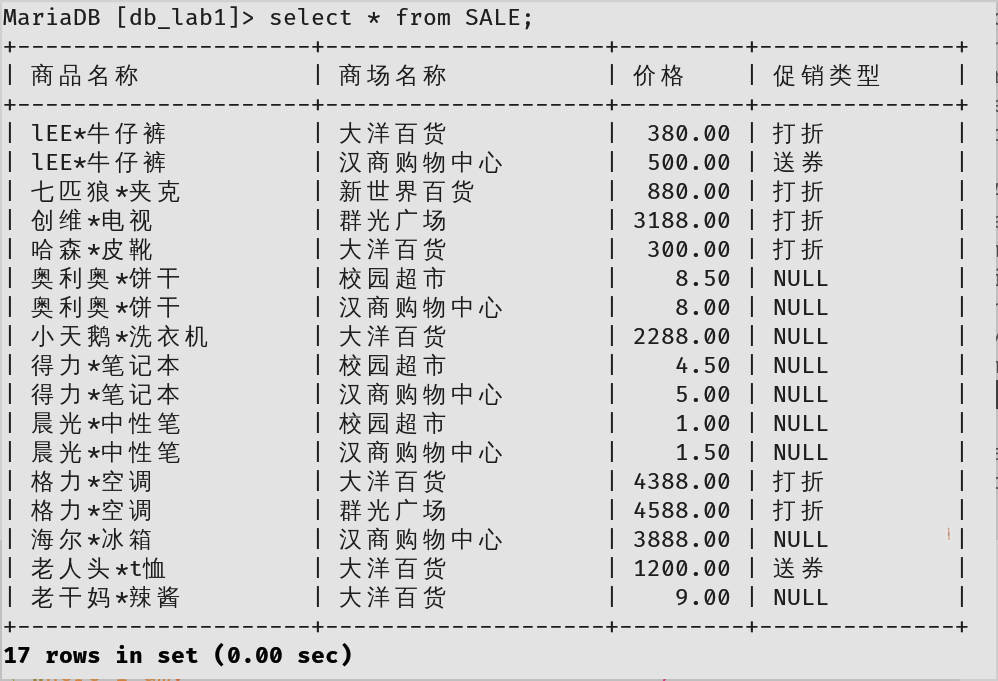 MariaDB [db_lab1]> select * from SALE;
+----------------------+--------------------+---------+--------------+
| 商品名称 | 商场名称 | 价格 | 促销类型 |
+----------------------+--------------------+---------+--------------+
| lEE*牛仔裤 | 大洋百货 | 380.00 | 打折 |
| lEE*牛仔裤 | 汉商购物中心 | 500.00 | 送券 |
| 七匹狼*夹克 | 新世界百货 | 880.00 | 打折 |
| 创维*电视 | 群光广场 | 3188.00 | 打折 |
| 哈森*皮靴 | 大洋百货 | 300.00 | 打折 |
| 奥利奥*饼干 | 校园超市 | 8.50 | NULL |
| 奥利奥*饼干 | 汉商购物中心 | 8.00 | NULL |
| 小天鹅*洗衣机 | 大洋百货 | 2288.00 | NULL |
| 得力*笔记本 | 校园超市 | 4.50 | NULL |
| 得力*笔记本 | 汉商购物中心 | 5.00 | NULL |
| 晨光*中性笔 | 校园超市 | 1.00 | NULL |
| 晨光*中性笔 | 汉商购物中心 | 1.50 | NULL |
| 格力*空调 | 大洋百货 | 4388.00 | 打折 |
| 格力*空调 | 群光广场 | 4588.00 | 打折 |
| 海尔*冰箱 | 汉商购物中心 | 3888.00 | NULL |
| 老人头*t恤 | 大洋百货 | 1200.00 | 送券 |
| 老干妈*辣酱 | 大洋百货 | 9.00 | NULL |
+----------------------+--------------------+---------+--------------+
17 rows in set (0.00 sec)